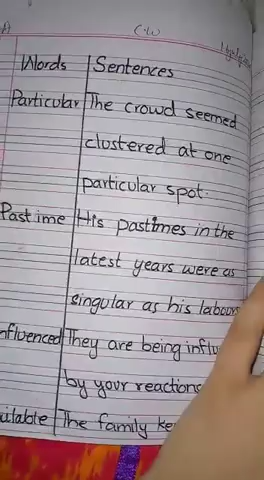 C.W
Words Sentences
Particular The crowd seemed
clustered at one
particular spot.
Pastime His pastimes in the
latest years were as
singular as his labours
They are being
by your reactions
The family